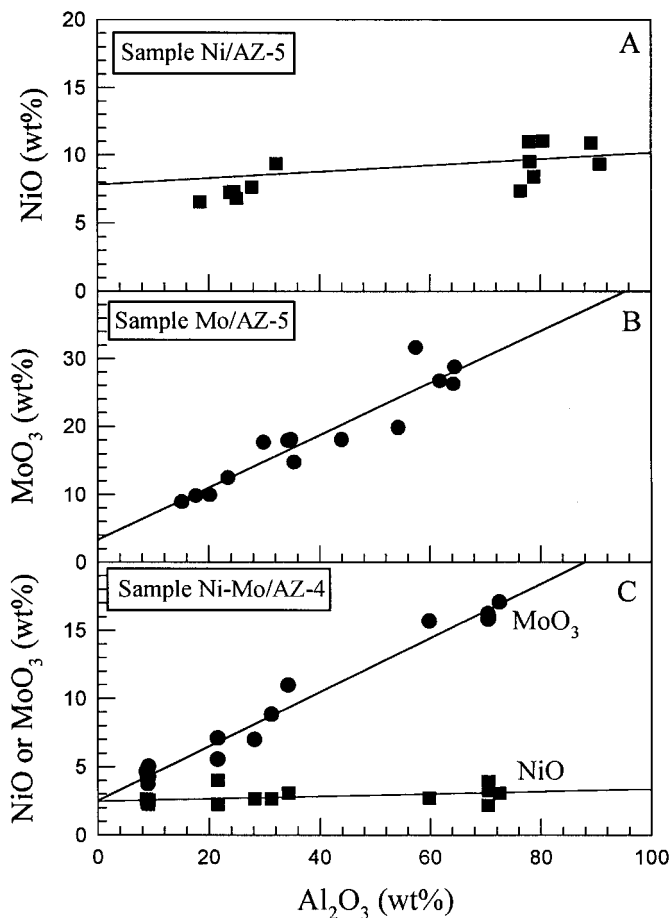 20
15
10
5
0
NiO (wt%)
Sample Ni/AZ-5
A
30
20
10
0
MoO₃ (wt%)
Sample Mo/AZ-5
B
15
10
5
0
NiO or MoO₃ (wt%)
Sample Ni-Mo/AZ-4
C
MoO₃
NiO
0 20 40 60 80 100
Al₂O₃ (wt%)